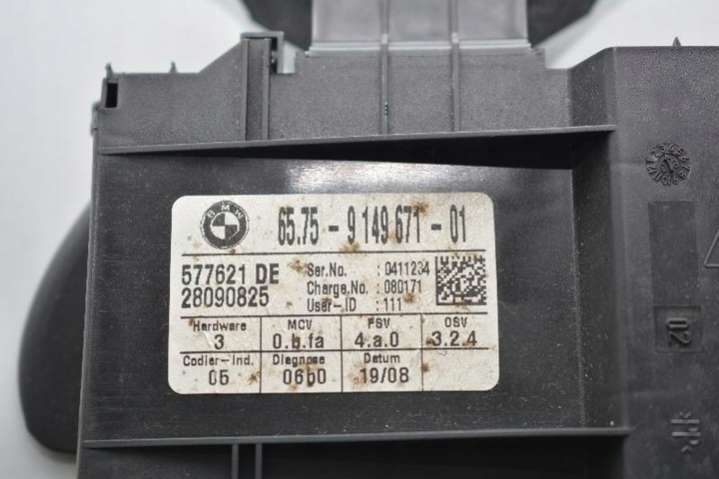 BMW
65.75 - 9 149 671 - 01
577621 DE
28090825
Ser.No. : 0411234
Charge.No. : 080171
User-ID : 111
Hardware MCV FSV OSV
3 0.b.fa 4.a.0 3.2.4
Codier-Ind. Diagnose Datum
05 06b0 19/08
02